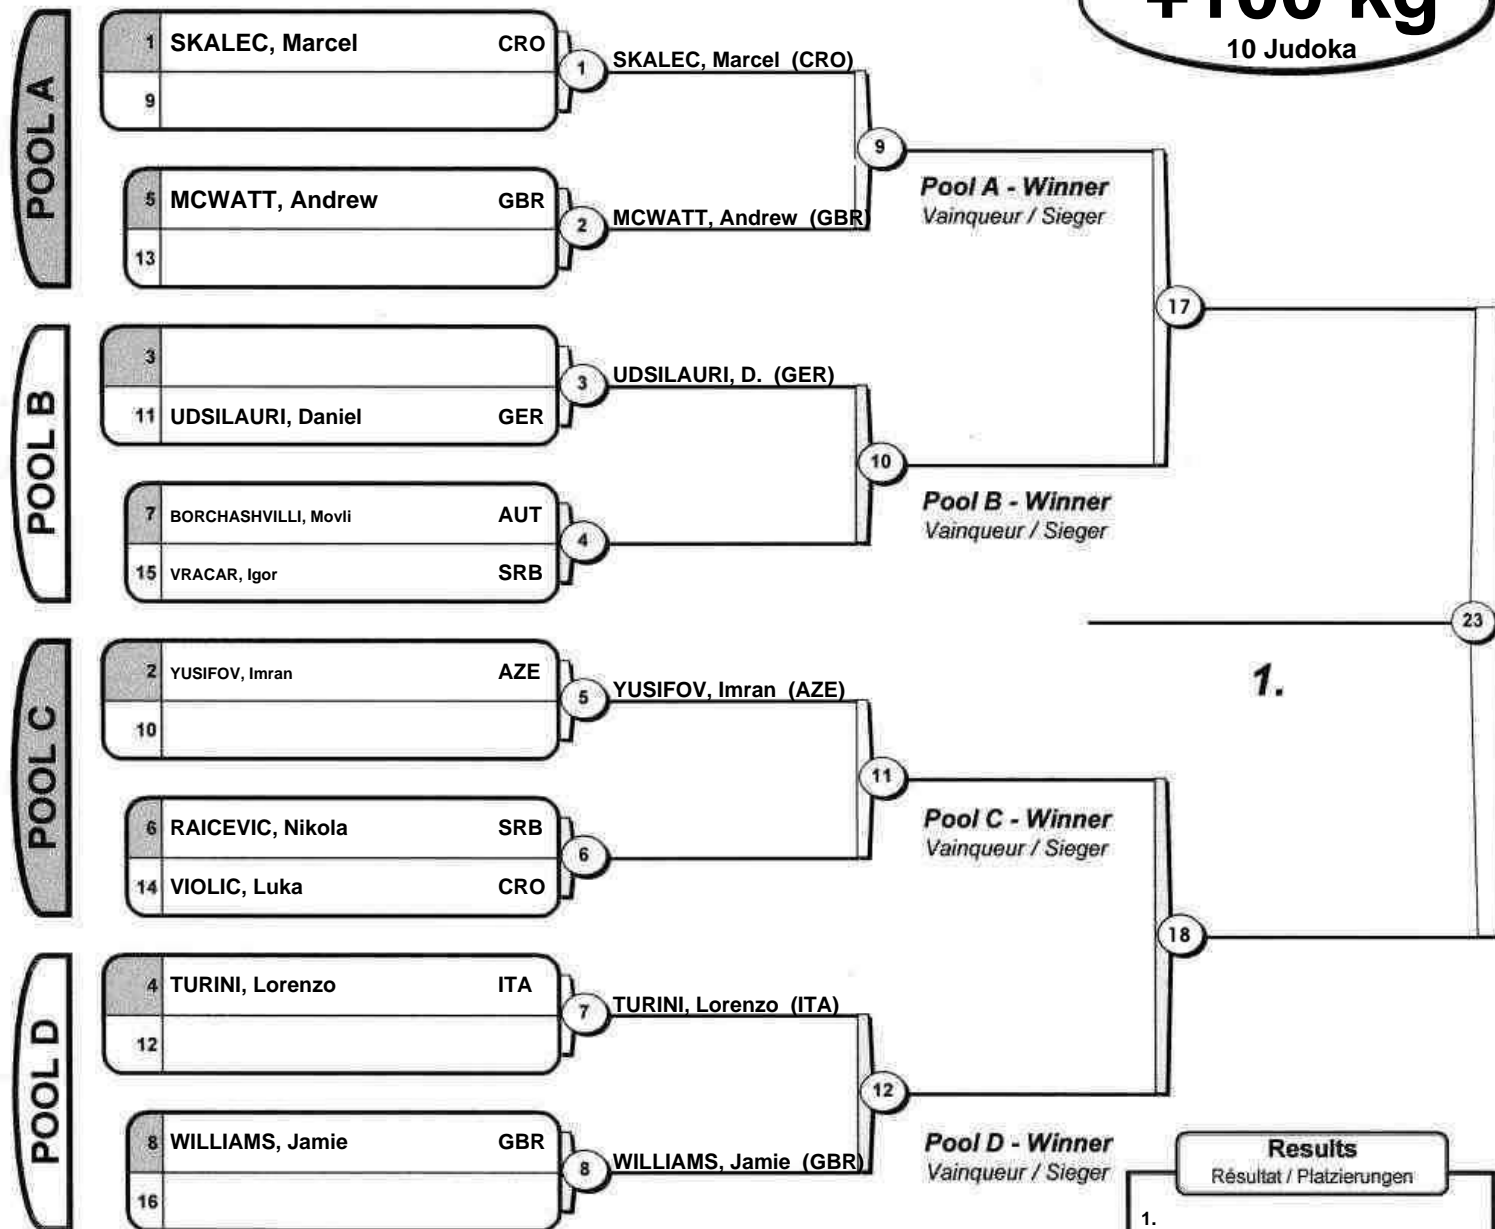 +100 kg
10 Judoka
POOL A
1 SKALEC, Marcel CRO
9
1 SKALEC, Marcel (CRO)
5 MCWATT, Andrew GBR
13
2 MCWATT, Andrew (GBR)
9
Pool A - Winner
Vainqueur / Sieger
17
POOL B
3
11 UDSILAURI, Daniel GER
3 UDSILAURI, D. (GER)
7 BORCHASHVILLI, Movli AUT
15 VRACAR, Igor SRB
4
10
Pool B - Winner
Vainqueur / Sieger
23
1.
POOL C
2 YUSIFOV, Imran AZE
10
5 YUSIFOV, Imran (AZE)
6 RAICEVIC, Nikola SRB
14 VIOLIC, Luka CRO
6
11
Pool C - Winner
Vainqueur / Sieger
18
POOL D
4 TURINI, Lorenzo ITA
12
7 TURINI, Lorenzo (ITA)
8 WILLIAMS, Jamie GBR
16
8 WILLIAMS, Jamie (GBR)
12
Pool D - Winner
Vainqueur / Sieger
Results
Résultat / Platzierungen
1.